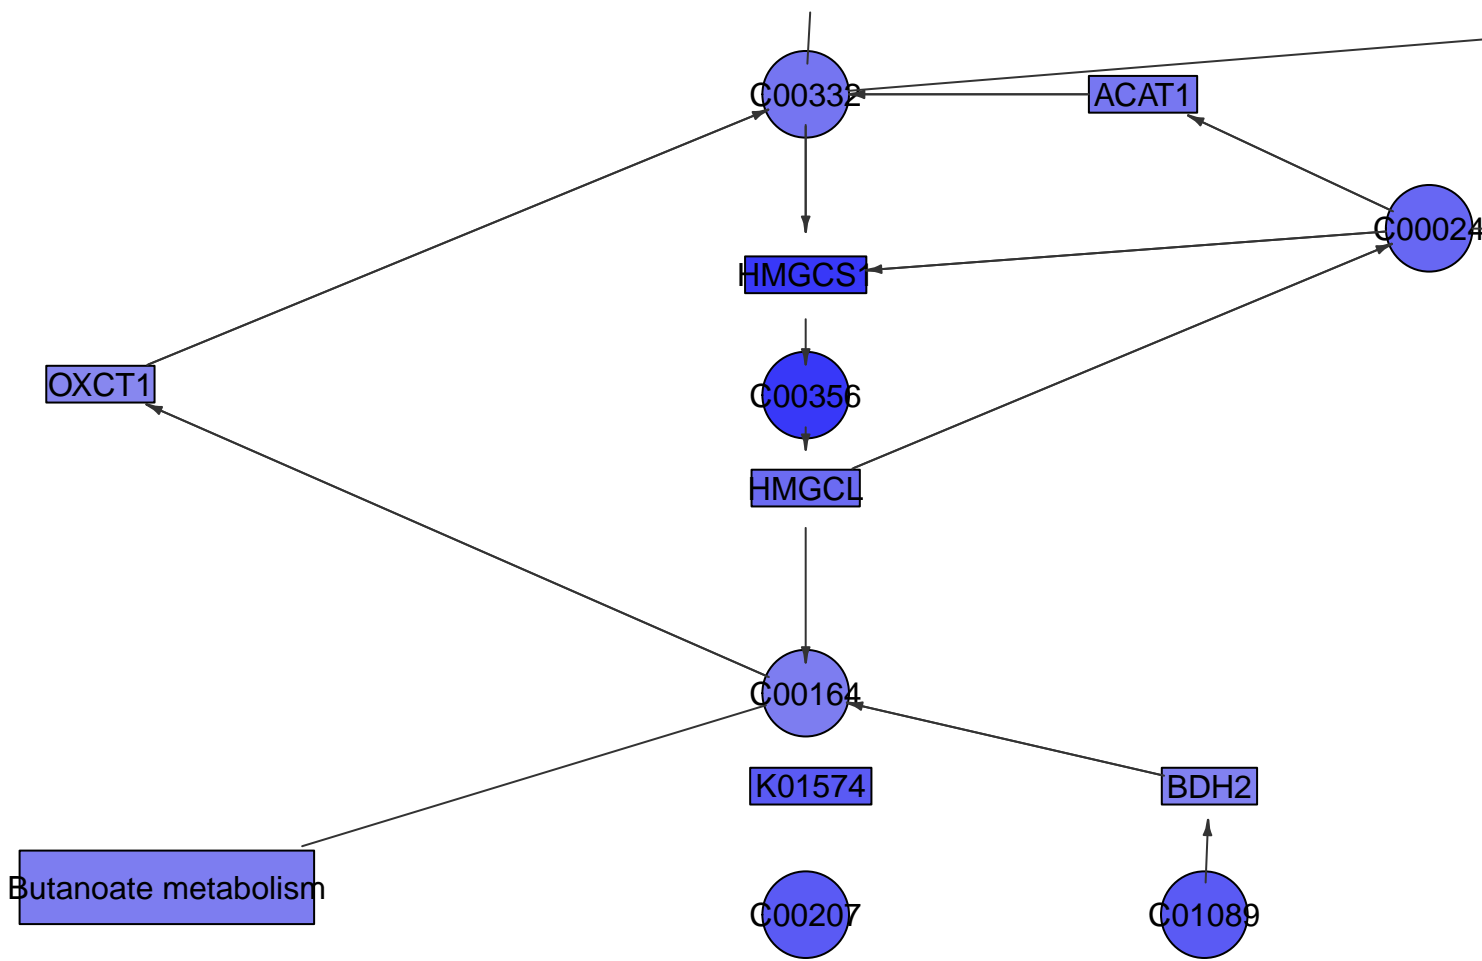 C00332
ACAT1
C00024
HMGCS1
OXCT1
C00356
HMGCL
C00164
K01574
BDH2
Butanoate metabolism
C00207
C01089